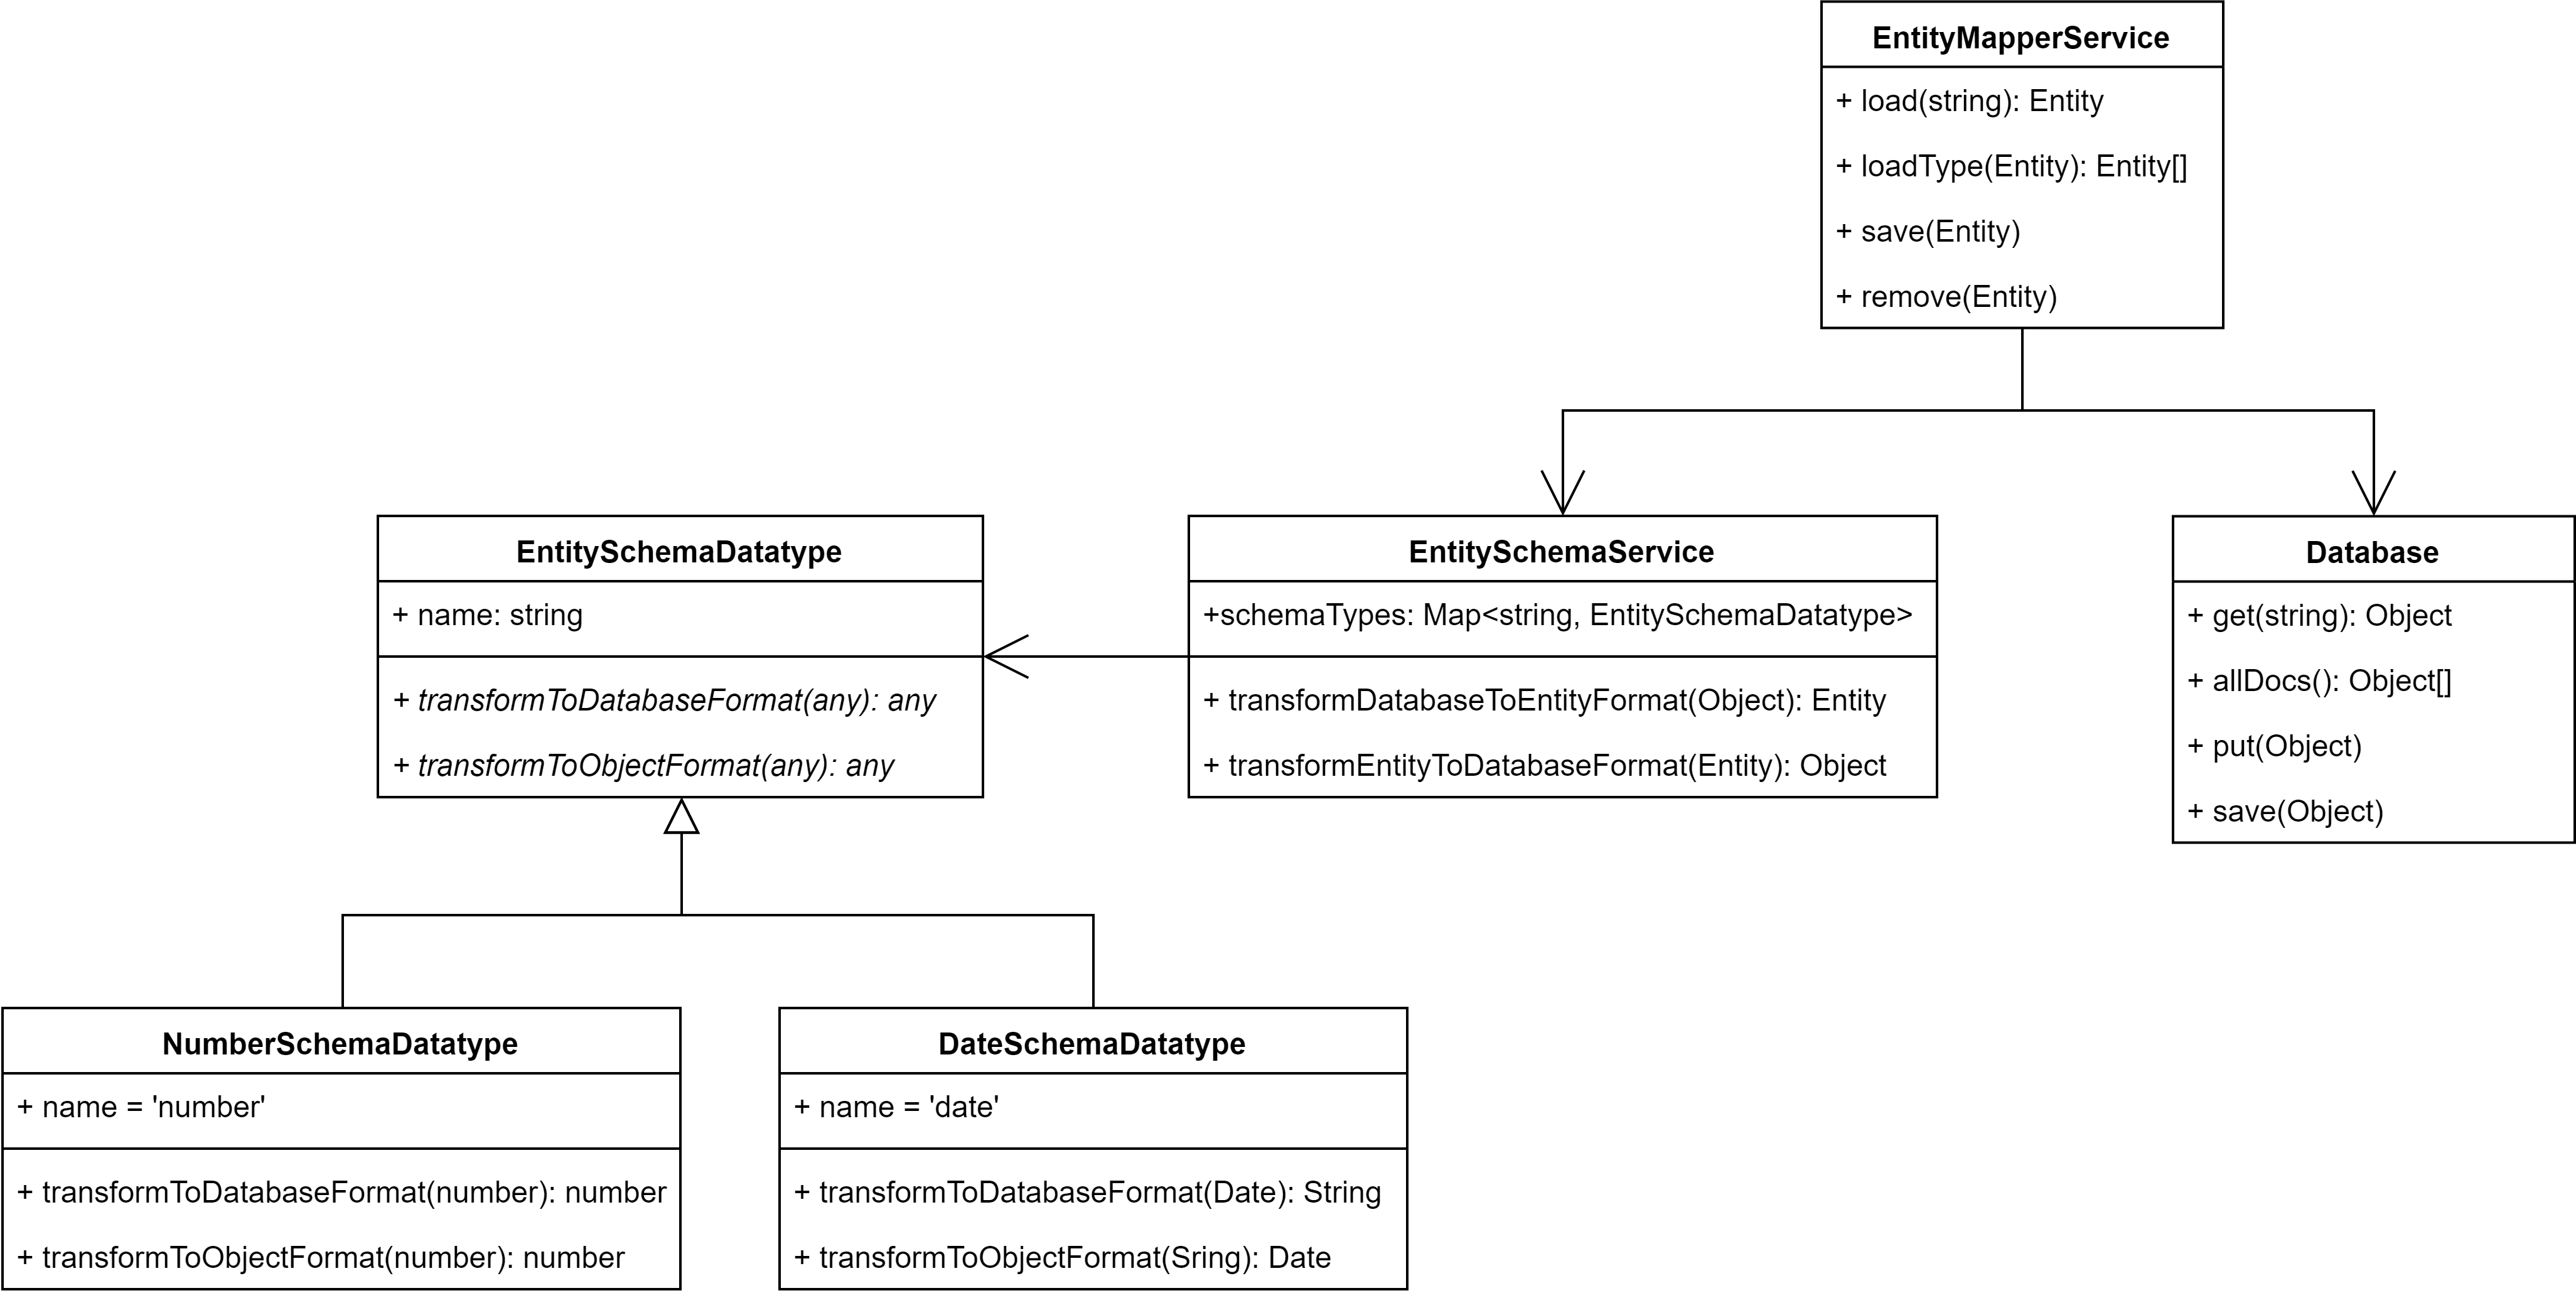 EntityMapperService
+ load(string): Entity
+ loadType(Entity): Entity[]
+ save(Entity)
+ remove(Entity)
EntitySchemaDatatype
+ name: string
+ transformToDatabaseFormat(any): any
+ transformToObjectFormat(any): any
EntitySchemaService
+schemaTypes: Map<string, EntitySchemaDatatype>
+ transformDatabaseToEntityFormat(Object): Entity
+ transformEntityToDatabaseFormat(Entity): Object
Database
+ get(string): Object
+ allDocs(): Object[]
+ put(Object)
+ save(Object)
NumberSchemaDatatype
+ name = 'number'
+ transformToDatabaseFormat(number): number
+ transformToObjectFormat(number): number
DateSchemaDatatype
+ name = 'date'
+ transformToDatabaseFormat(Date): String
+ transformToObjectFormat(Sring): Date